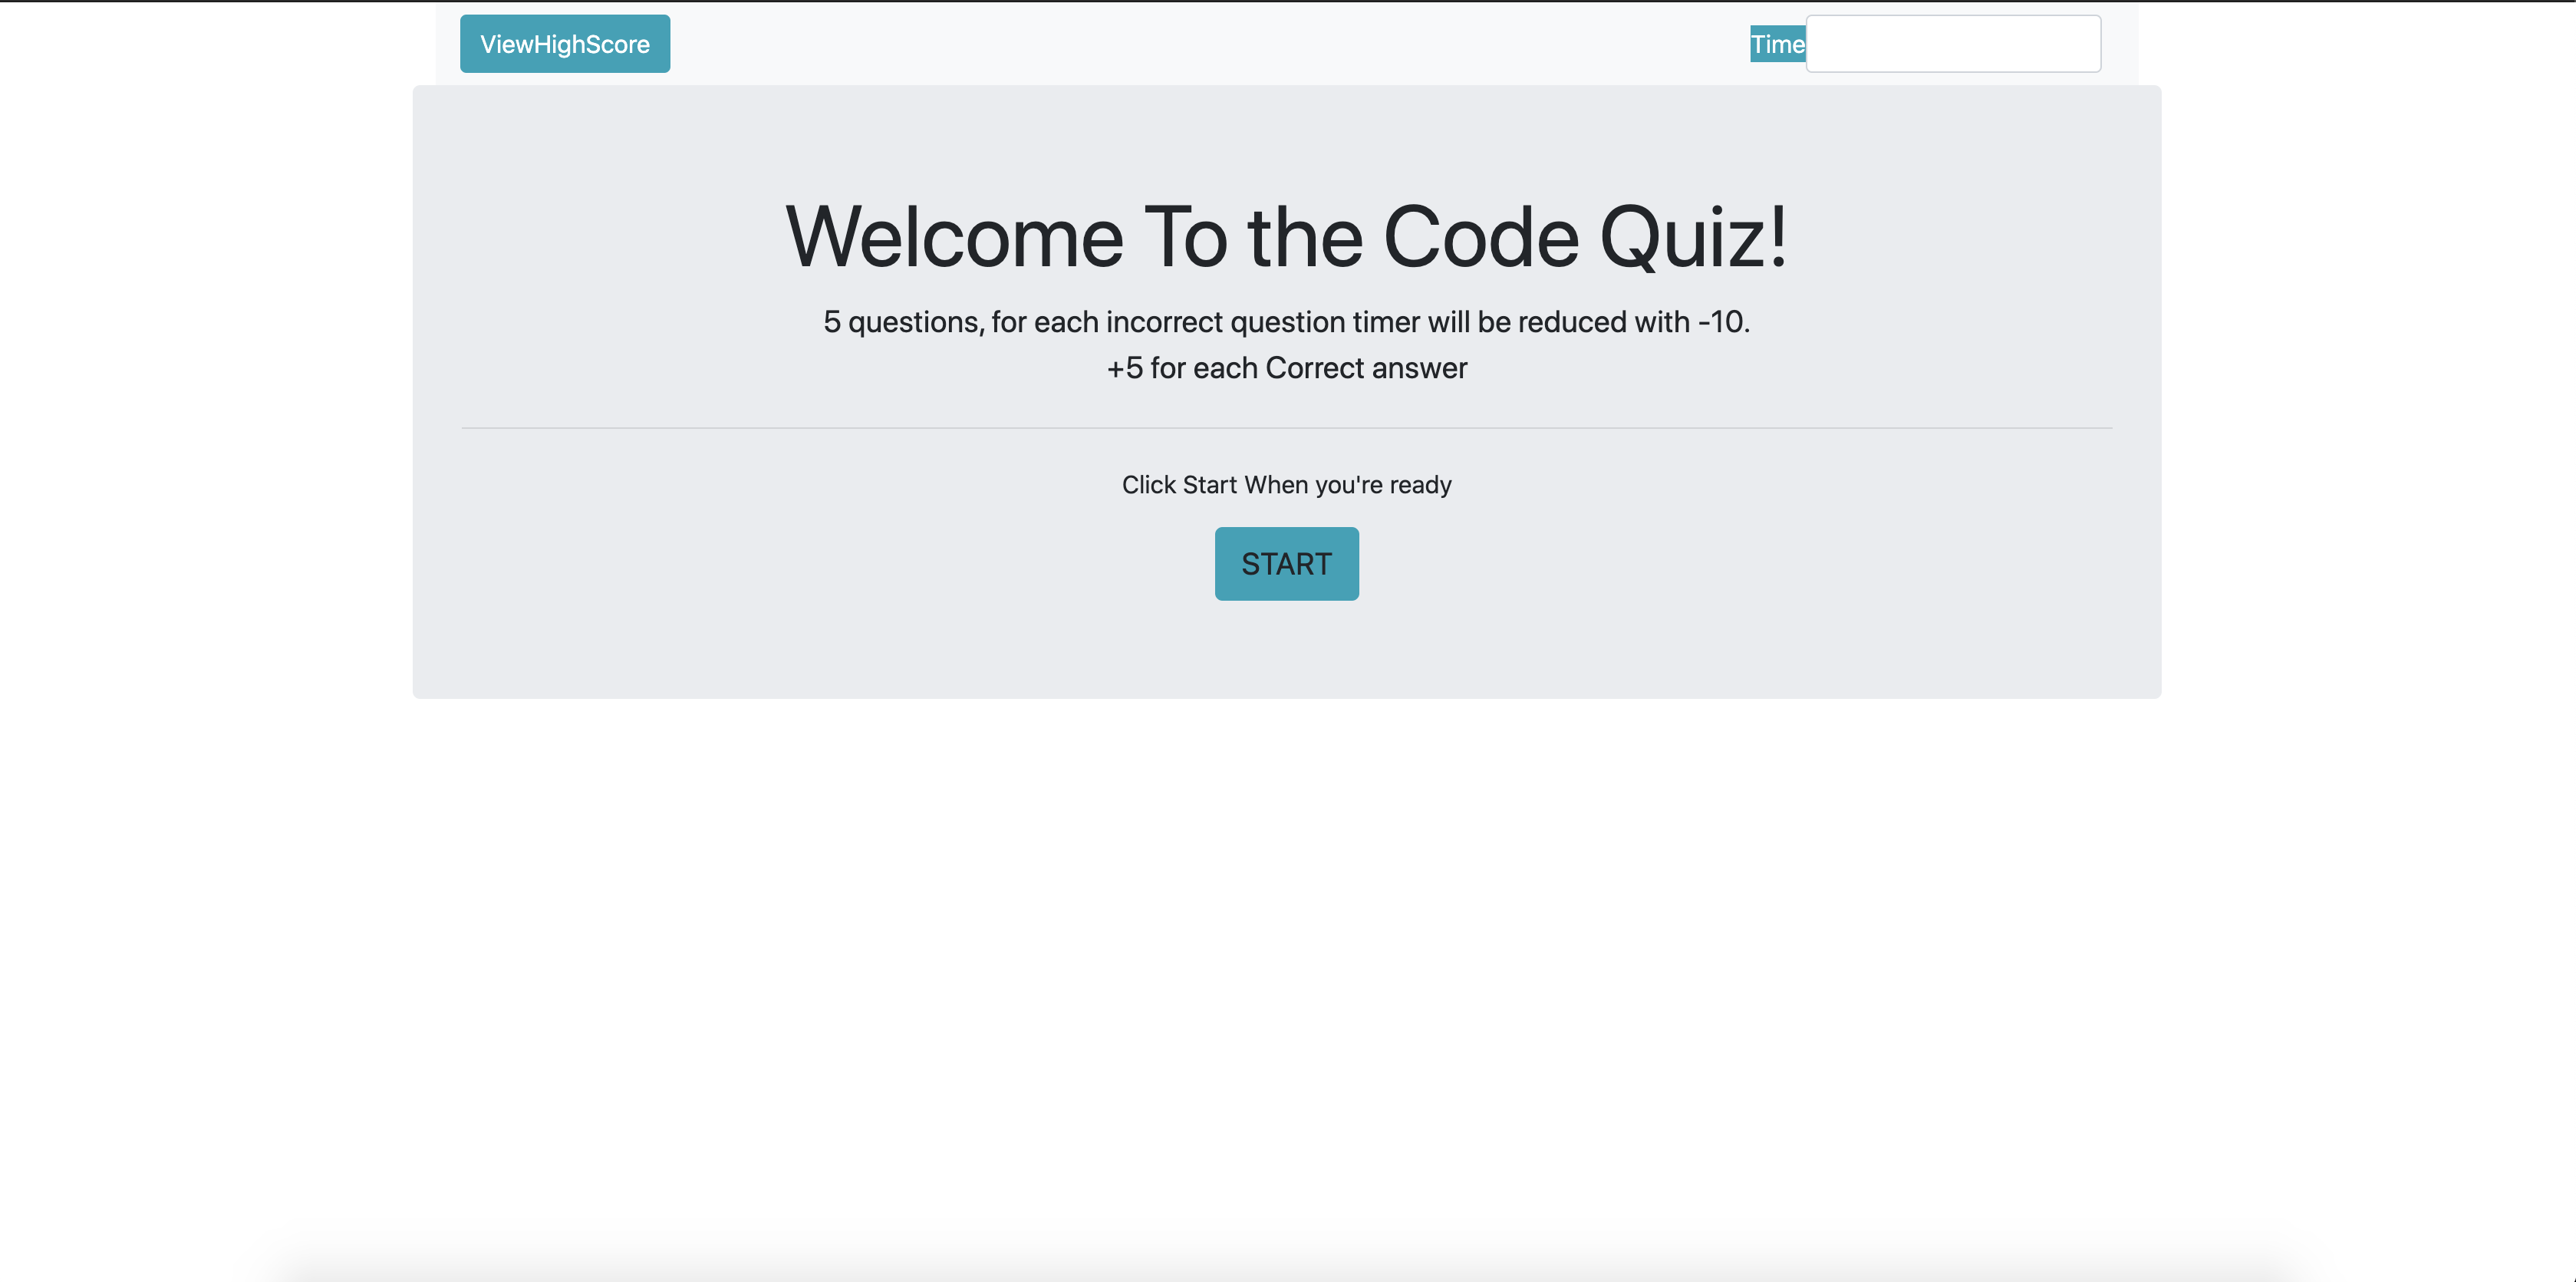 ViewHighScore
Time
Welcome To the Code Quiz!
5 questions, for each incorrect question timer will be reduced with -10.
+5 for each Correct answer
Click Start When you're ready
START